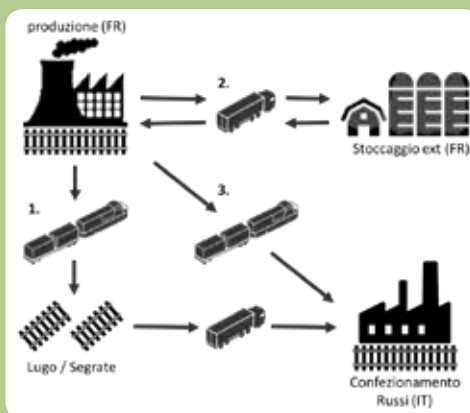 produzione (FR)
2.
Stoccaggio ext (FR)
1.
3.
Lugo / Segrate
Confezionamento
Russi (IT)